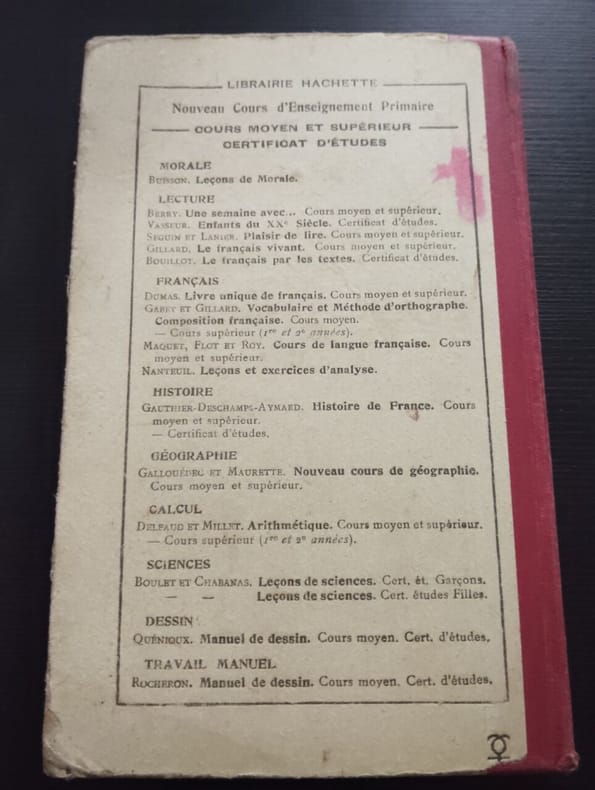 LIBRAIRIE HACHETTE
Nouveau Cours d'Enseignement Primaire
COURS MOYEN ET SUPÉRIEUR
CERTIFICAT D'ÉTUDES
MORALE
BUISSON. Leçons de Morale.
LECTURE
BERRY. Une semaine avec... Cours moyen et supérieur.
VASSEUR. Enfants du XXe Siècle. Certificat d'études.
SEGUIN ET LANIER. Plaisir de lire. Cours moyen et supérieur.
GILLARD. Le français vivant. Cours moyen et supérieur.
BOUILLOT. Le français par les textes. Certificat d'études.
FRANÇAIS
DUMAS. Livre unique de français. Cours moyen et supérieur.
GABET ET GILLARD. Vocabulaire et Méthode d'orthographe.
Composition française. Cours moyen.
— Cours supérieur (1re et 2e années).
MAQUET, FLOT ET ROY. Cours de langue française. Cours
moyen et supérieur.
NANTEUIL. Leçons et exercices d'analyse.
HISTOIRE
GAUTHIER-DESCHAMPS-AYMARD. Histoire de France. Cours
moyen et supérieur.
— Certificat d'études.
GÉOGRAPHIE
GALLOUÉDEC ET MAURETTE. Nouveau cours de géographie.
Cours moyen et supérieur.
CALCUL
DELFAUD ET MILLET. Arithmétique. Cours moyen et supérieur.
— Cours supérieur (1re et 2e années).
SCIENCES
BOULET ET CHABANAS. Leçons de sciences. Cert. ét. Garçons.
— — Leçons de sciences. Cert. études Filles.
DESSIN
QUÉNIOUX. Manuel de dessin. Cours moyen. Cert. d'études.
TRAVAIL MANUEL
ROCHERON. Manuel de dessin. Cours moyen. Cert. d'études.